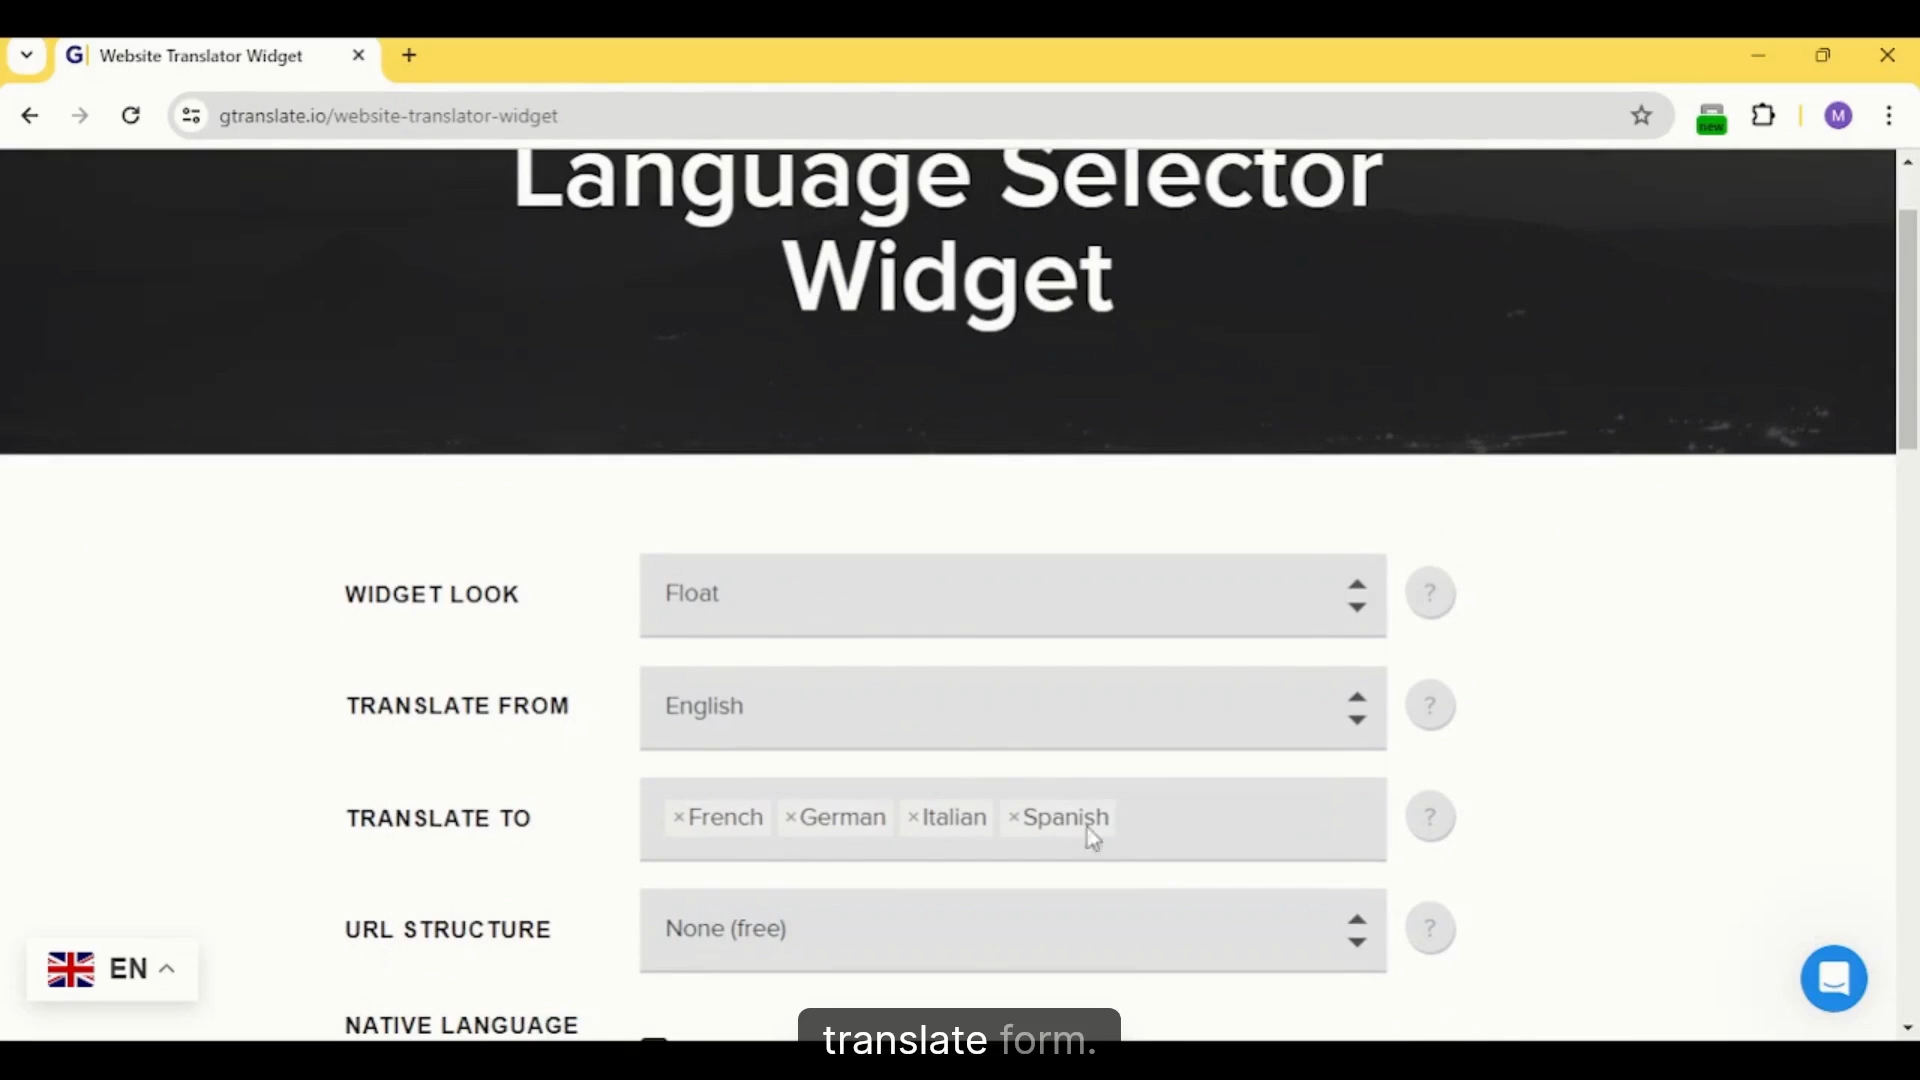 G Website Translator Widget
gtranslate.io/website-translator-widget
new
M
Language Selector
Widget
WIDGET LOOK
Float
?
TRANSLATE FROM
English
?
TRANSLATE TO
×French ×German ×Italian ×Spanish
?
URL STRUCTURE
None (free)
?
EN
NATIVE LANGUAGE
translate form.